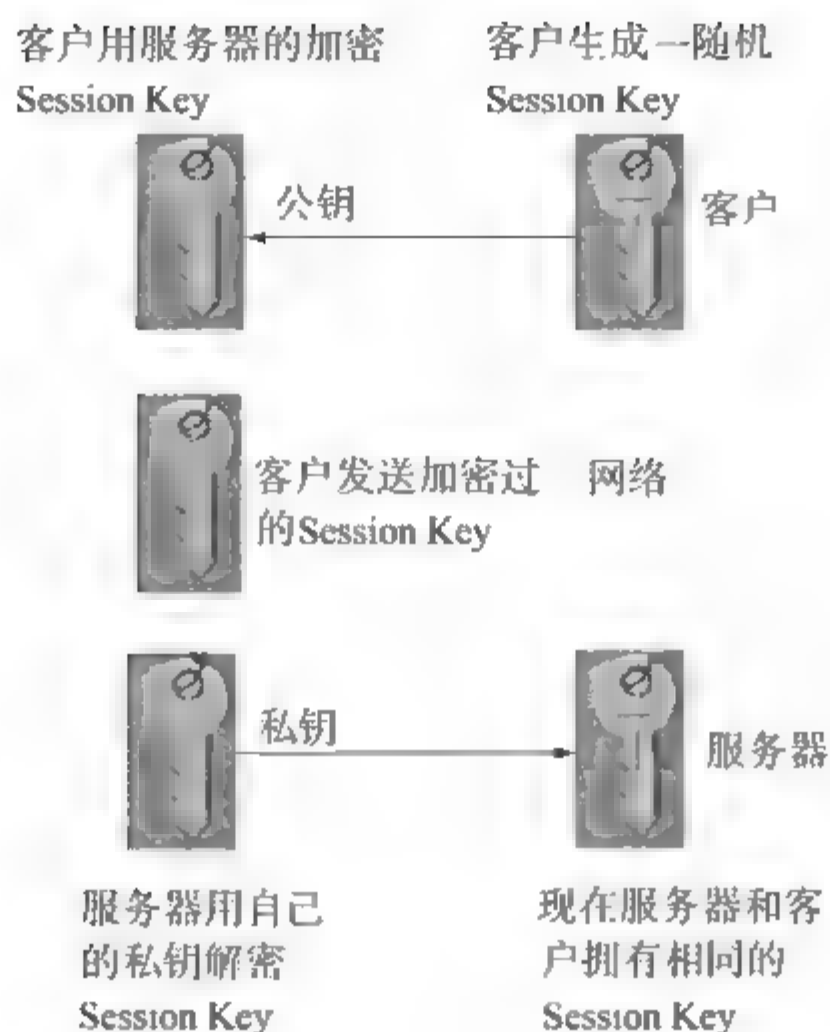 客户用服务器的加密
Session Key
客户生成一随机
Session Key
公钥
客户
客户发送加密过 网络
的Session Key
私钥
服务器
服务器用自己
的私钥解密
Session Key
现在服务器和客
户拥有相同的
Session Key